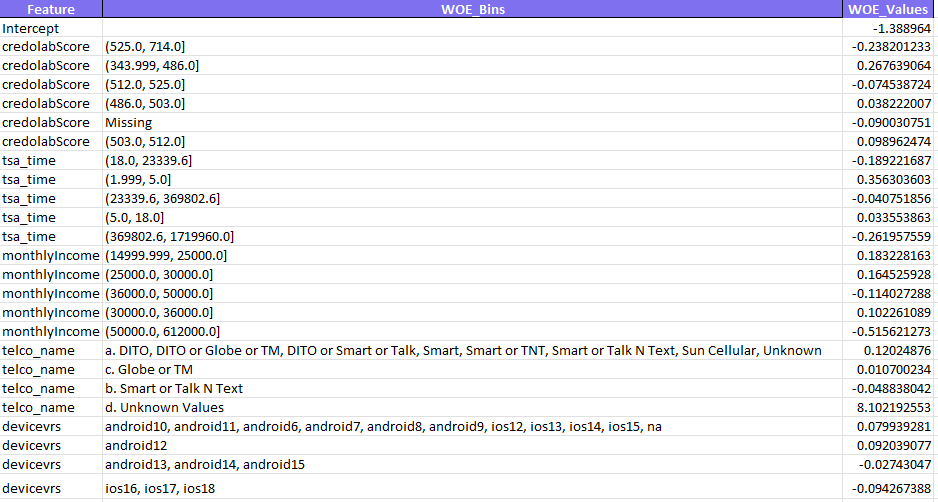 Feature WOE_Bins WOE_Values
Intercept -1.388964
credolabScore (525.0, 714.0] -0.238201233
credolabScore (343.999, 486.0] 0.267639064
credolabScore (512.0, 525.0] -0.074538724
credolabScore (486.0, 503.0] 0.038222007
credolabScore Missing -0.090030751
credolabScore (503.0, 512.0] 0.098962474
tsa_time (18.0, 23339.6] -0.189221687
tsa_time (1.999, 5.0] 0.356303603
tsa_time (23339.6, 369802.6] -0.040751856
tsa_time (5.0, 18.0] 0.033553863
tsa_time (369802.6, 1719960.0] -0.261957559
monthlyIncome (14999.999, 25000.0] 0.183228163
monthlyIncome (25000.0, 30000.0] 0.164525928
monthlyIncome (36000.0, 50000.0] -0.114027288
monthlyIncome (30000.0, 36000.0] 0.102261089
monthlyIncome (50000.0, 612000.0] -0.515621273
telco_name a. DITO, DITO or Globe or TM, DITO or Smart or Talk, Smart, Smart or TNT, Smart or Talk N Text, Sun Cellular, Unknown 0.12024876
telco_name c. Globe or TM 0.010700234
telco_name b. Smart or Talk N Text -0.048838042
telco_name d. Unknown Values 8.102192553
devicevrs android10, android11, android6, android7, android8, android9, ios12, ios13, ios14, ios15, na 0.079939281
devicevrs android12 0.092039077
devicevrs android13, android14, android15 -0.02743047
devicevrs ios16, ios17, ios18 -0.094267388